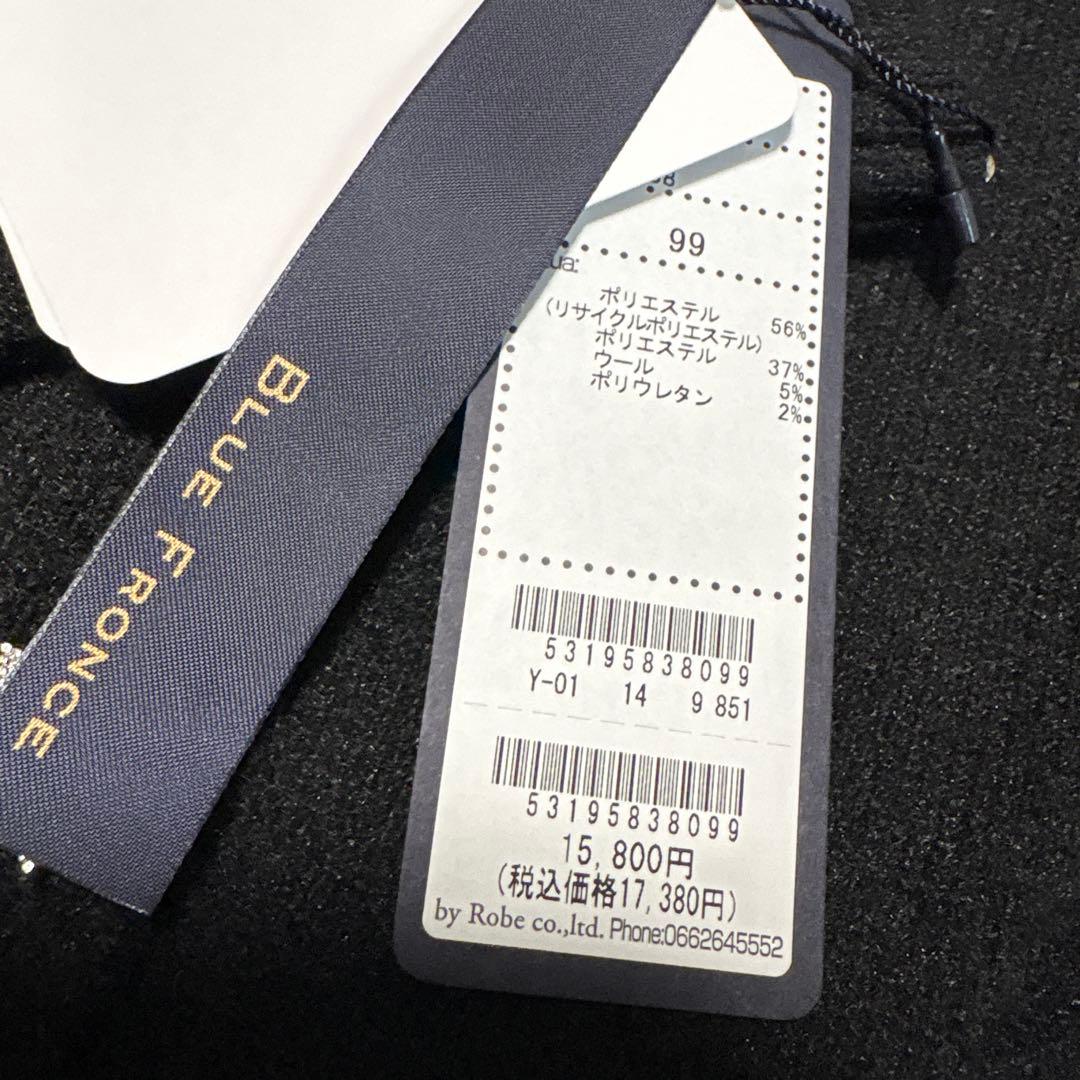 BLUE FRONCE
99
ポリエステル 56%
(リサイクルポリエステル)
ポリエステル 37%
ウール 5%
ポリウレタン 2%
53195838099
Y-01 14 9 851
53195838099
15,800円
(税込価格17,380円)
by Robe co.,ltd. Phone:0662645552